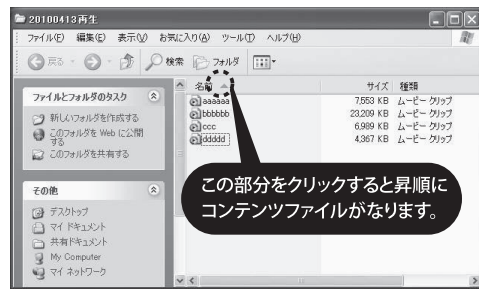 20100413再生
ファイル(F) 編集(E) 表示(V) お気に入り(A) ツール(T) ヘルプ(H)
戻る 検索 フォルダ
ファイルとフォルダのタスク
新しいフォルダを作成する
このフォルダを Web に公開
する
このフォルダを共有する
その他
デスクトップ
マイ ドキュメント
共有ドキュメント
My Computer
マイ ネットワーク
名前 サイズ 種類
aaaaaa 7,553 KB ムービー クリップ
bbbbbb 23,209 KB ムービー クリップ
ccc 6,989 KB ムービー クリップ
ddddd 4,367 KB ムービー クリップ
この部分をクリックすると昇順に
コンテンツファイルがなります。